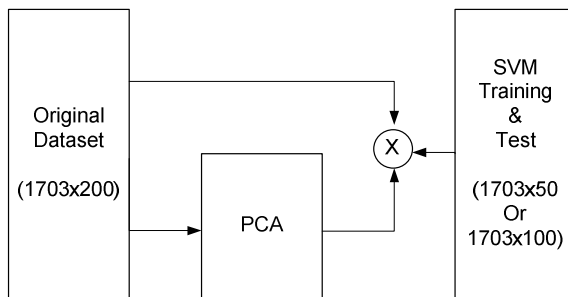 Original
Dataset
(1703x200)
PCA
X
SVM
Training
&
Test
(1703x50
Or
1703x100)